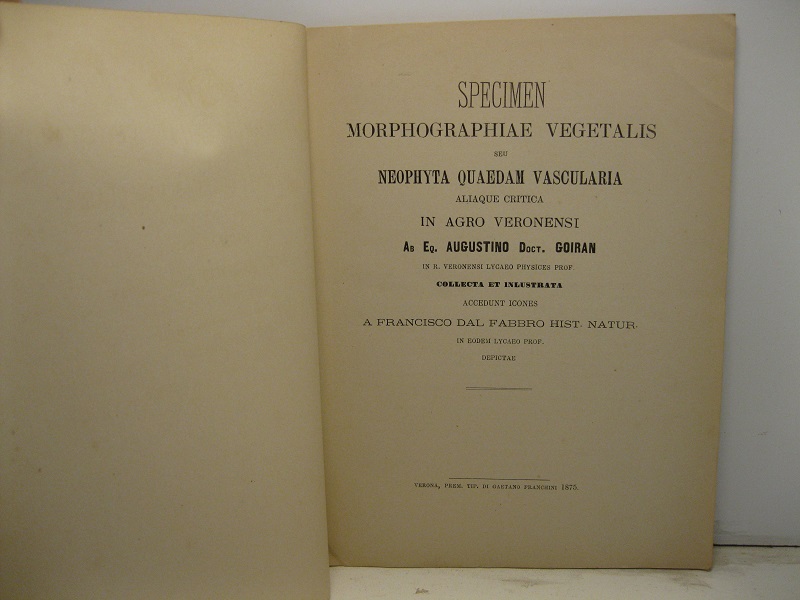 SPECIMEN
MORPHOGRAPHIAE VEGETALIS
SEU
NEOPHYTA QUAEDAM VASCULARIA
ALIAQUE CRITICA
IN AGRO VERONENSI
AB EQ. AUGUSTINO DOCT. GOIRAN
IN R. VERONENSI LYCAEO PHYSICES PROF.
COLLECTA ET INLUSTRATA
ACCEDUNT ICONES
A FRANCISCO DAL FABBRO HIST. NATUR.
IN EODEM LYCAEO PROF.
DEPICTAE
VERONA, PREM. TIP. DI GAETANO FRANCHINI 1875.